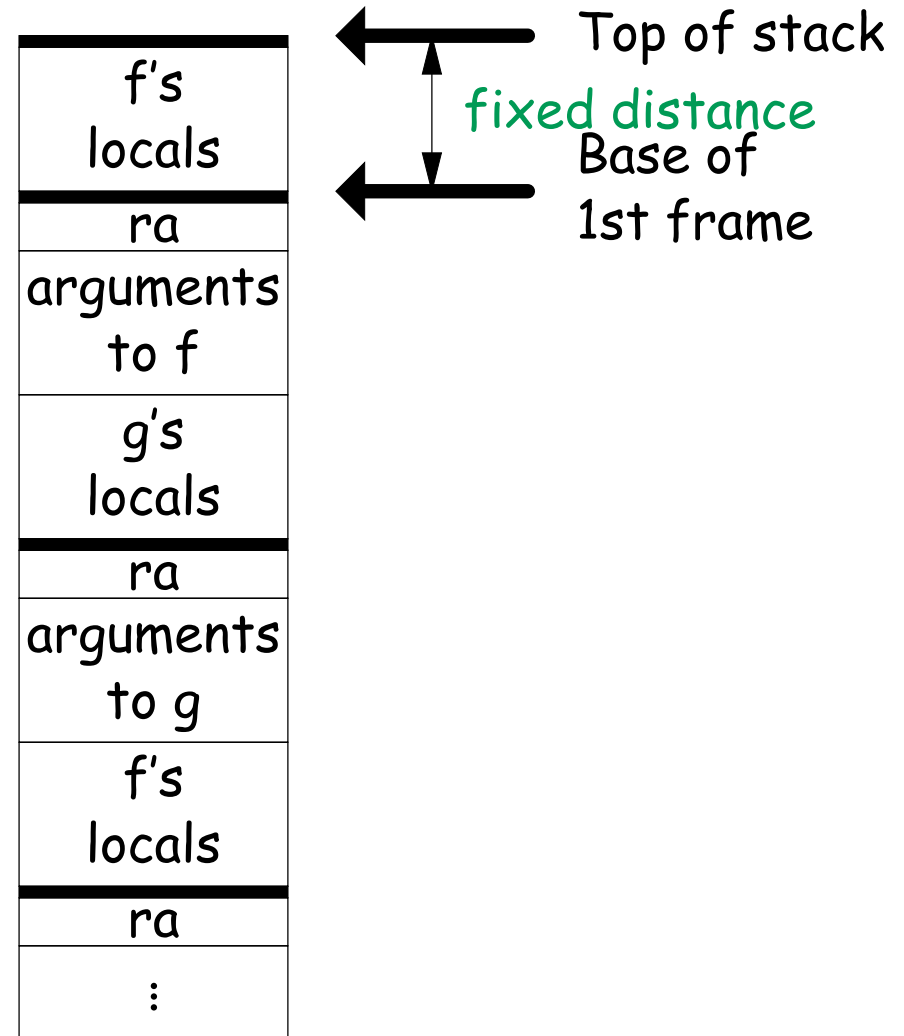 f's
locals
ra
arguments
to f
g's
locals
ra
arguments
to g
f's
locals
ra
⋮
Top of stack
fixed distance
Base of
1st frame